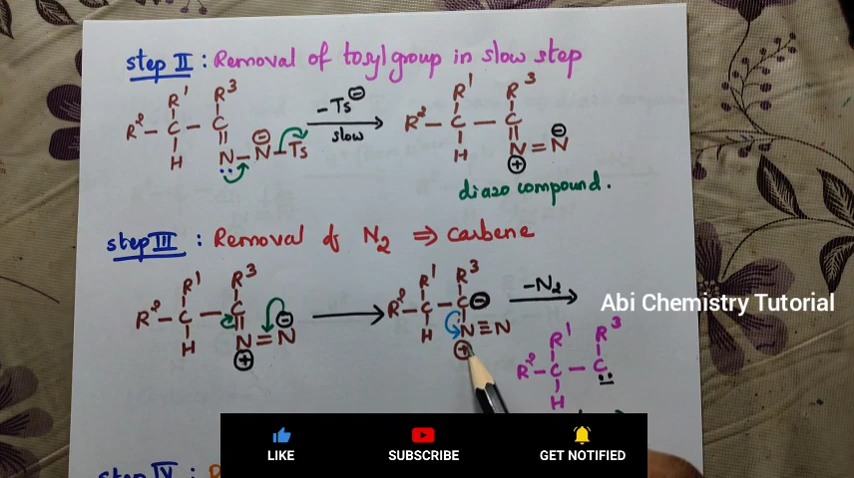 step II : Removal of tosyl group in slow step
R¹ R³ R¹ R³
R²–C–C –Ts⊖ R²–C–C
H N–N⊖–Ts slow H N⊕=N⊖
diazo compound.
step III : Removal of N₂ ⇒ carbene
R¹ R³ R¹ R³
R²–C–C R²–C–C⊖ –N₂
H N⊕=N⊖ H N⊕≡N
Abi Chemistry Tutorial
R¹ R³
R²–C–C:
H
step IV :
LIKE SUBSCRIBE GET NOTIFIED